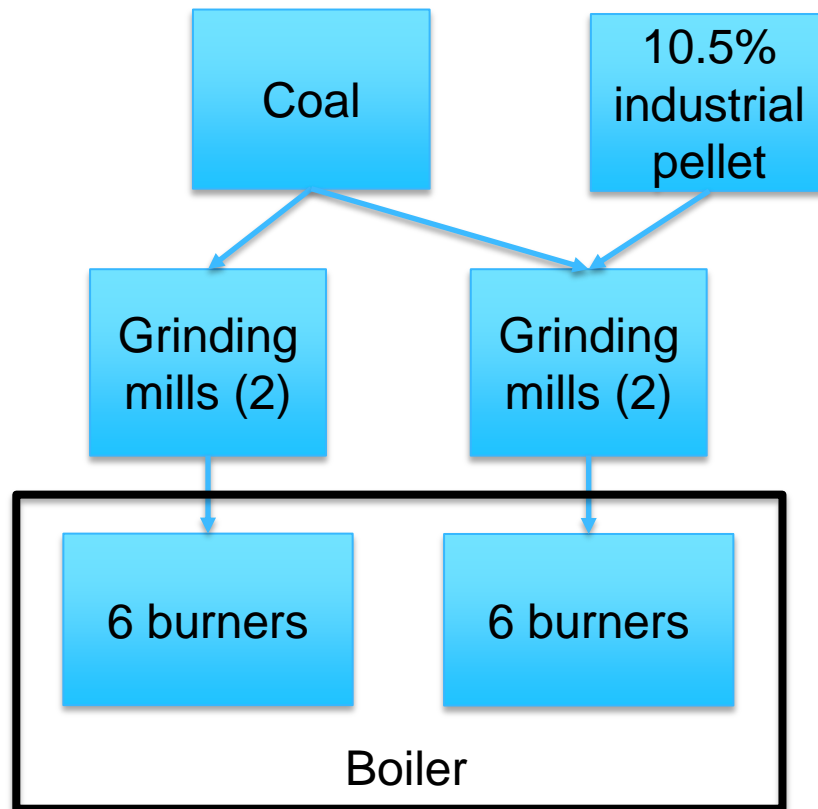 Coal
10.5%
industrial
pellet
Grinding
mills (2)
Grinding
mills (2)
6 burners
6 burners
Boiler